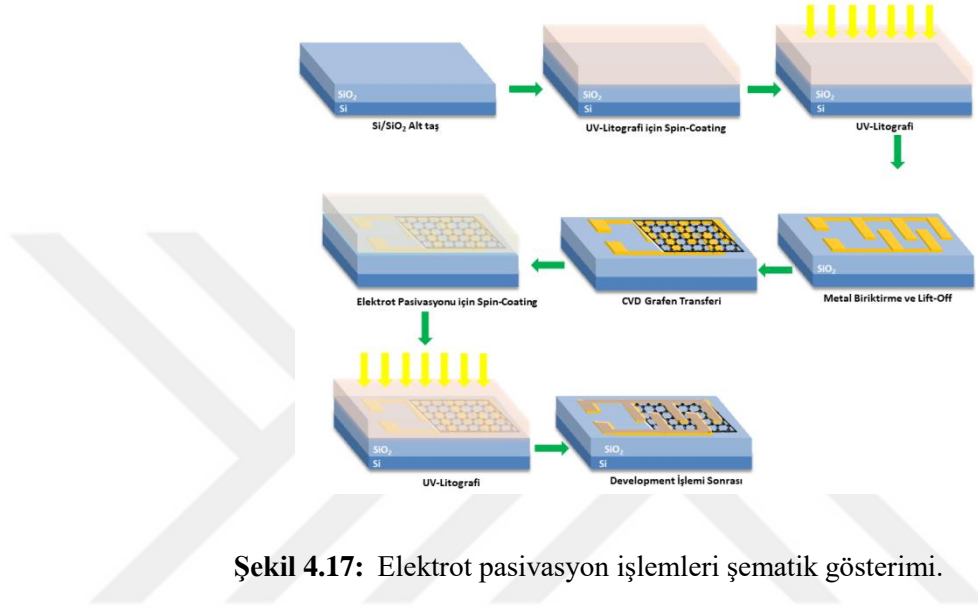 SiO₂
Si
Si/SiO₂ Alt taş
SiO₂
Si
UV-Litografi için Spin-Coating
SiO₂
Si
UV-Litografi
Elektrot Pasivasyonu için Spin-Coating
CVD Grafen Transferi
SiO₂
Metal Biriktirme ve Lift-Off
SiO₂
Si
UV-Litografi
SiO₂
Si
Development İşlemi Sonrası
Şekil 4.17: Elektrot pasivasyon işlemleri şematik gösterimi.